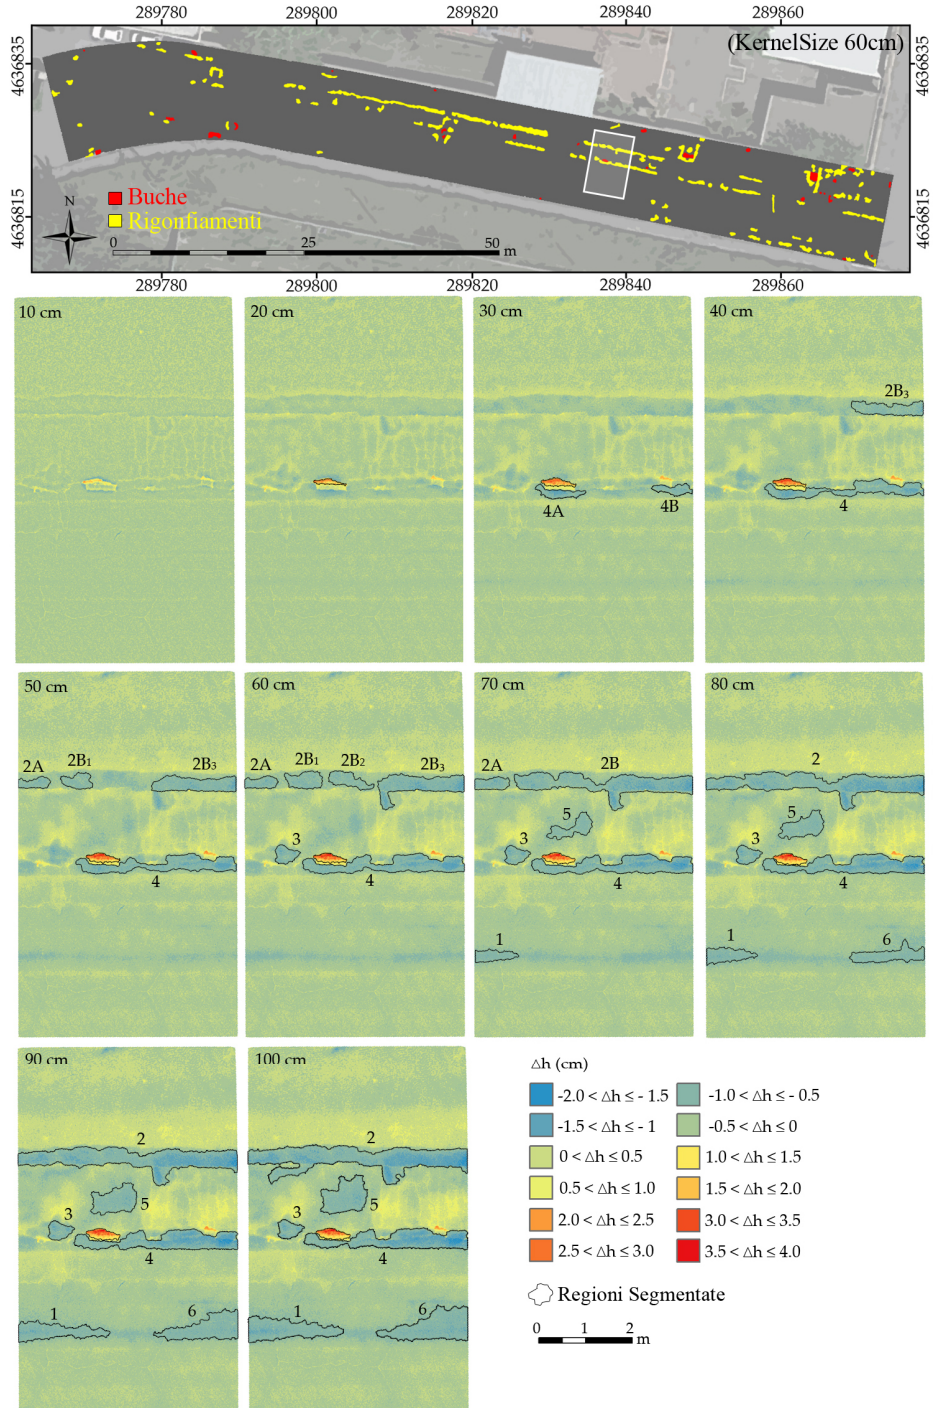 289780 289800 289820 289840 289860
4636835
4636835
(KernelSize 60cm)
N
Buche
Rigonfiamenti
4636815
4636815
0 25 50
m
289780 289800 289820 289840 289860
10 cm
20 cm
30 cm
4A
4B
40 cm
2B3
4
50 cm
2A
2B1
2B3
4
60 cm
2A
2B1
2B2
2B3
3
4
70 cm
2A
2B
5
3
4
1
80 cm
2
5
3
4
1
6
90 cm
2
5
3
4
1
6
100 cm
2
5
3
4
1
6
Δh (cm)
-2.0 < Δh ≤ - 1.5
-1.0 < Δh ≤ - 0.5
-1.5 < Δh ≤ - 1
-0.5 < Δh ≤ 0
0 < Δh ≤ 0.5
1.0 < Δh ≤ 1.5
0.5 < Δh ≤ 1.0
1.5 < Δh ≤ 2.0
2.0 < Δh ≤ 2.5
3.0 < Δh ≤ 3.5
2.5 < Δh ≤ 3.0
3.5 < Δh ≤ 4.0
Regioni Segmentate
0 1 2
m